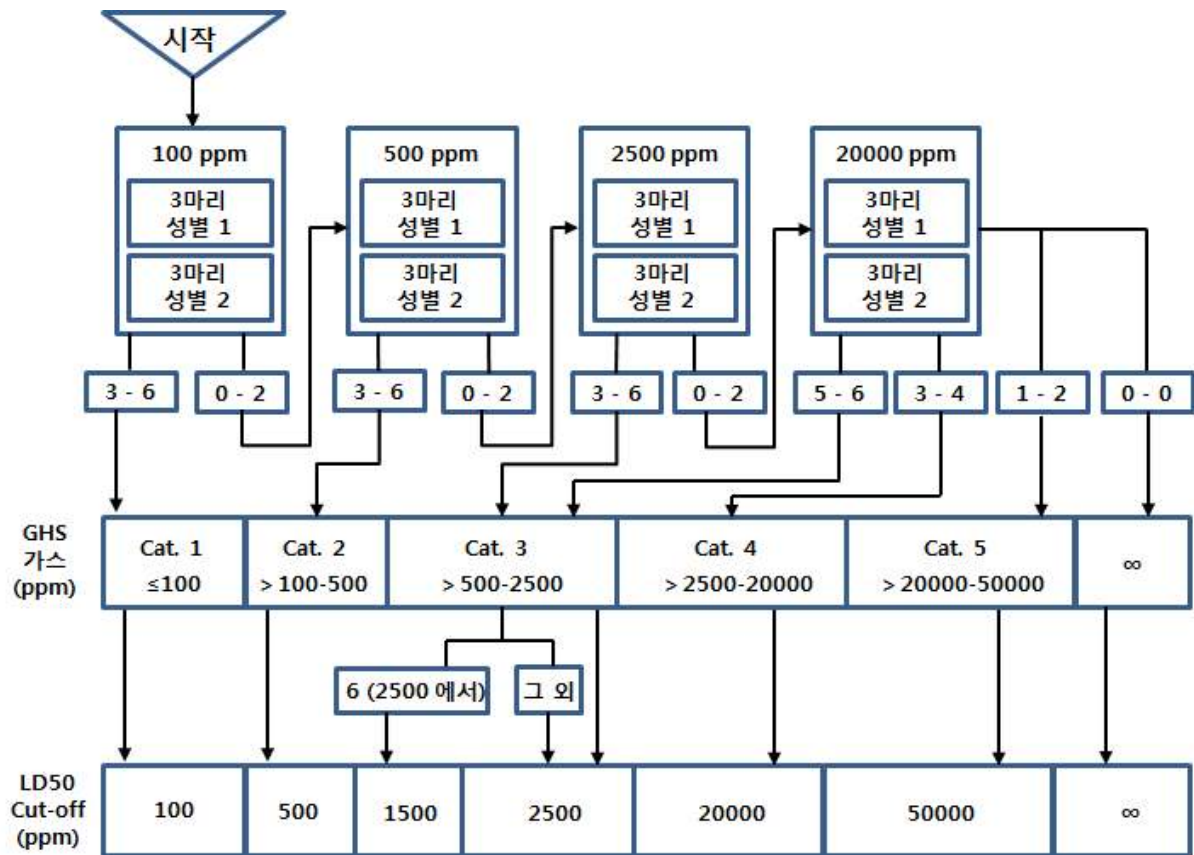 시작
100 ppm
3마리
성별 1
3마리
성별 2
500 ppm
3마리
성별 1
3마리
성별 2
2500 ppm
3마리
성별 1
3마리
성별 2
20000 ppm
3마리
성별 1
3마리
성별 2
3 - 6
0 - 2
3 - 6
0 - 2
3 - 6
0 - 2
5 - 6
3 - 4
1 - 2
0 - 0
GHS
가스
(ppm)
Cat. 1
≤100
Cat. 2
> 100-500
Cat. 3
> 500-2500
Cat. 4
> 2500-20000
Cat. 5
> 20000-50000
∞
6 (2500 에서)
그 외
LD50
Cut-off
(ppm)
100
500
1500
2500
20000
50000
∞